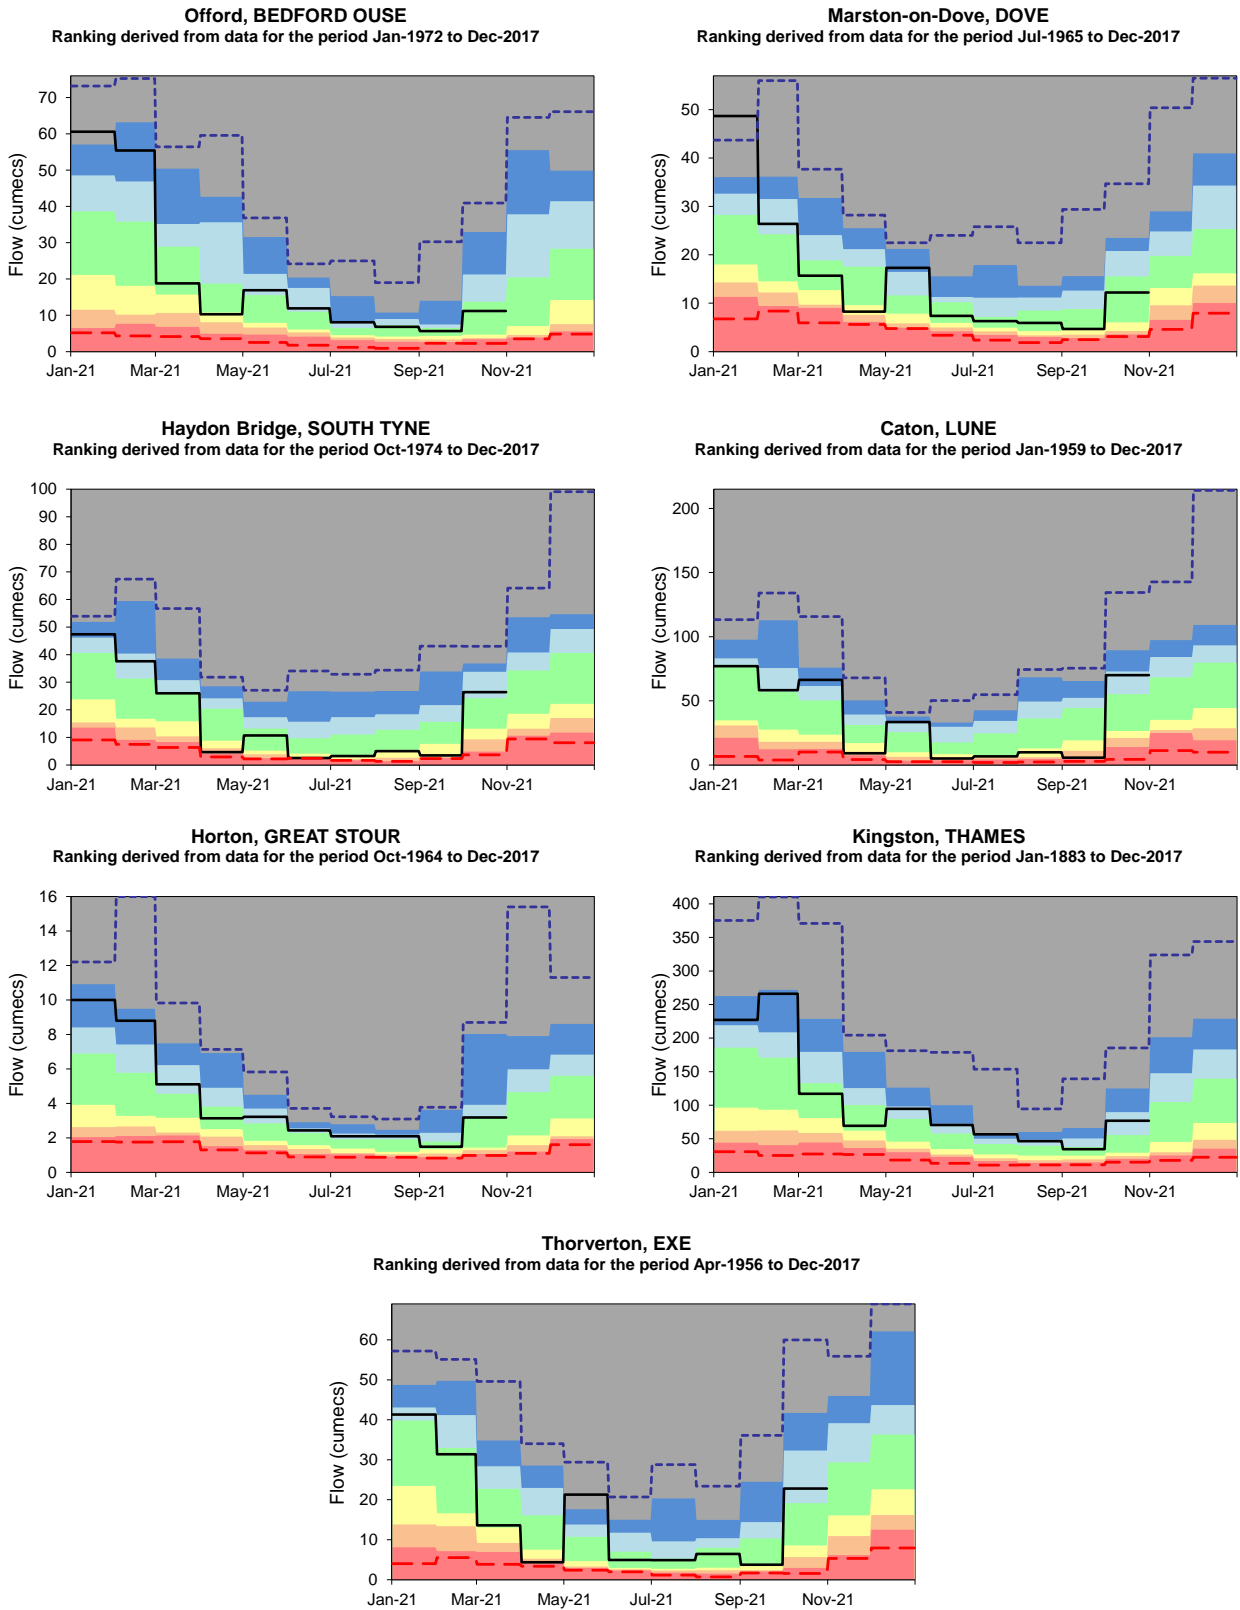 Offord, BEDFORD OUSE
Ranking derived from data for the period Jan-1972 to Dec-2017
Flow (cumecs)
70
60
50
40
30
20
10
0
Jan-21 Mar-21 May-21 Jul-21 Sep-21 Nov-21
Marston-on-Dove, DOVE
Ranking derived from data for the period Jul-1965 to Dec-2017
Flow (cumecs)
50
40
30
20
10
0
Jan-21 Mar-21 May-21 Jul-21 Sep-21 Nov-21
Haydon Bridge, SOUTH TYNE
Ranking derived from data for the period Oct-1974 to Dec-2017
Flow (cumecs)
100
90
80
70
60
50
40
30
20
10
0
Jan-21 Mar-21 May-21 Jul-21 Sep-21 Nov-21
Caton, LUNE
Ranking derived from data for the period Jan-1959 to Dec-2017
Flow (cumecs)
200
150
100
50
0
Jan-21 Mar-21 May-21 Jul-21 Sep-21 Nov-21
Horton, GREAT STOUR
Ranking derived from data for the period Oct-1964 to Dec-2017
Flow (cumecs)
16
14
12
10
8
6
4
2
0
Jan-21 Mar-21 May-21 Jul-21 Sep-21 Nov-21
Kingston, THAMES
Ranking derived from data for the period Jan-1883 to Dec-2017
Flow (cumecs)
400
350
300
250
200
150
100
50
0
Jan-21 Mar-21 May-21 Jul-21 Sep-21 Nov-21
Thorverton, EXE
Ranking derived from data for the period Apr-1956 to Dec-2017
Flow (cumecs)
60
50
40
30
20
10
0
Jan-21 Mar-21 May-21 Jul-21 Sep-21 Nov-21